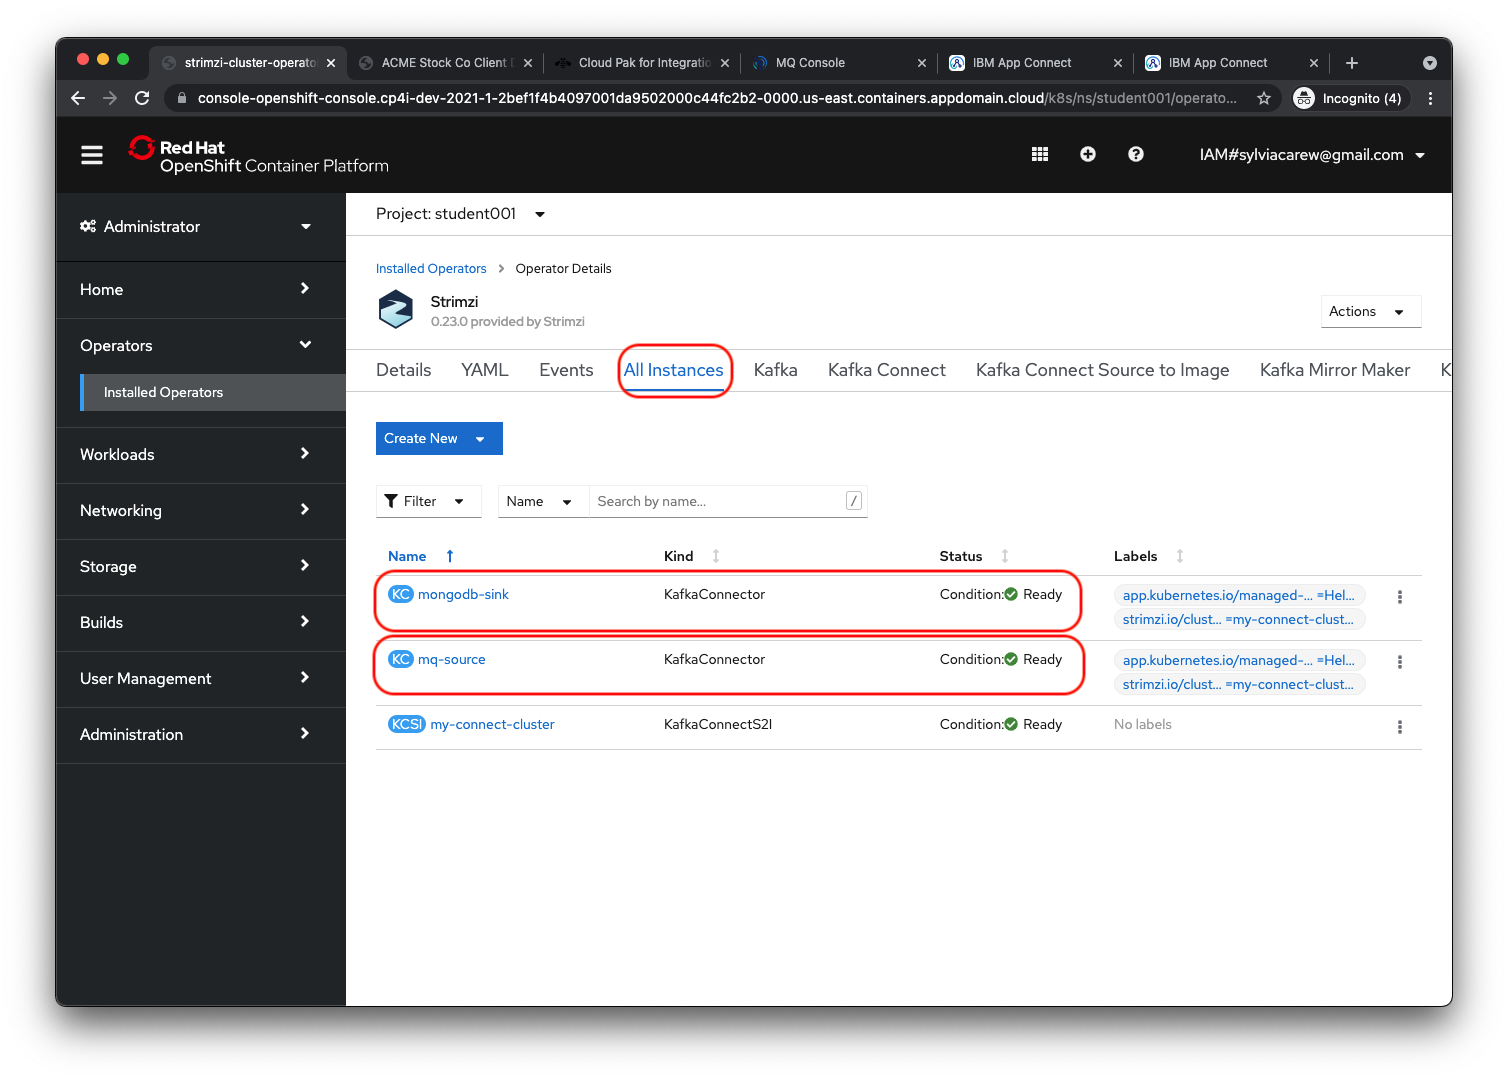 strimzi-cluster-operato
ACME Stock Co Client
Cloud Pak for Integratio
MQ Console
IBM App Connect
IBM App Connect
console-openshift-console.cp4i-dev-2021-1-2bef1f4b4097001da9502000c44fc2b2-0000.us-east.containers.appdomain.cloud/k8s/ns/student001/operato...
Incognito (4)
Red Hat
OpenShift Container Platform
IAM#sylviacarew@gmail.com
Administrator
Home
Operators
Installed Operators
Workloads
Networking
Storage
Builds
User Management
Administration
Project: student001
Installed Operators > Operator Details
Strimzi
0.23.0 provided by Strimzi
Actions
Details YAML Events All Instances Kafka Kafka Connect Kafka Connect Source to Image Kafka Mirror Maker K
Create New
Filter Name Search by name... /
Name Kind Status Labels
KC mongodb-sink KafkaConnector Condition: Ready app.kubernetes.io/managed-... =Hel...
strimzi.io/clust... =my-connect-clust...
KC mq-source KafkaConnector Condition: Ready app.kubernetes.io/managed-... =Hel...
strimzi.io/clust... =my-connect-clust...
KCSI my-connect-cluster KafkaConnectS2I Condition: Ready No labels